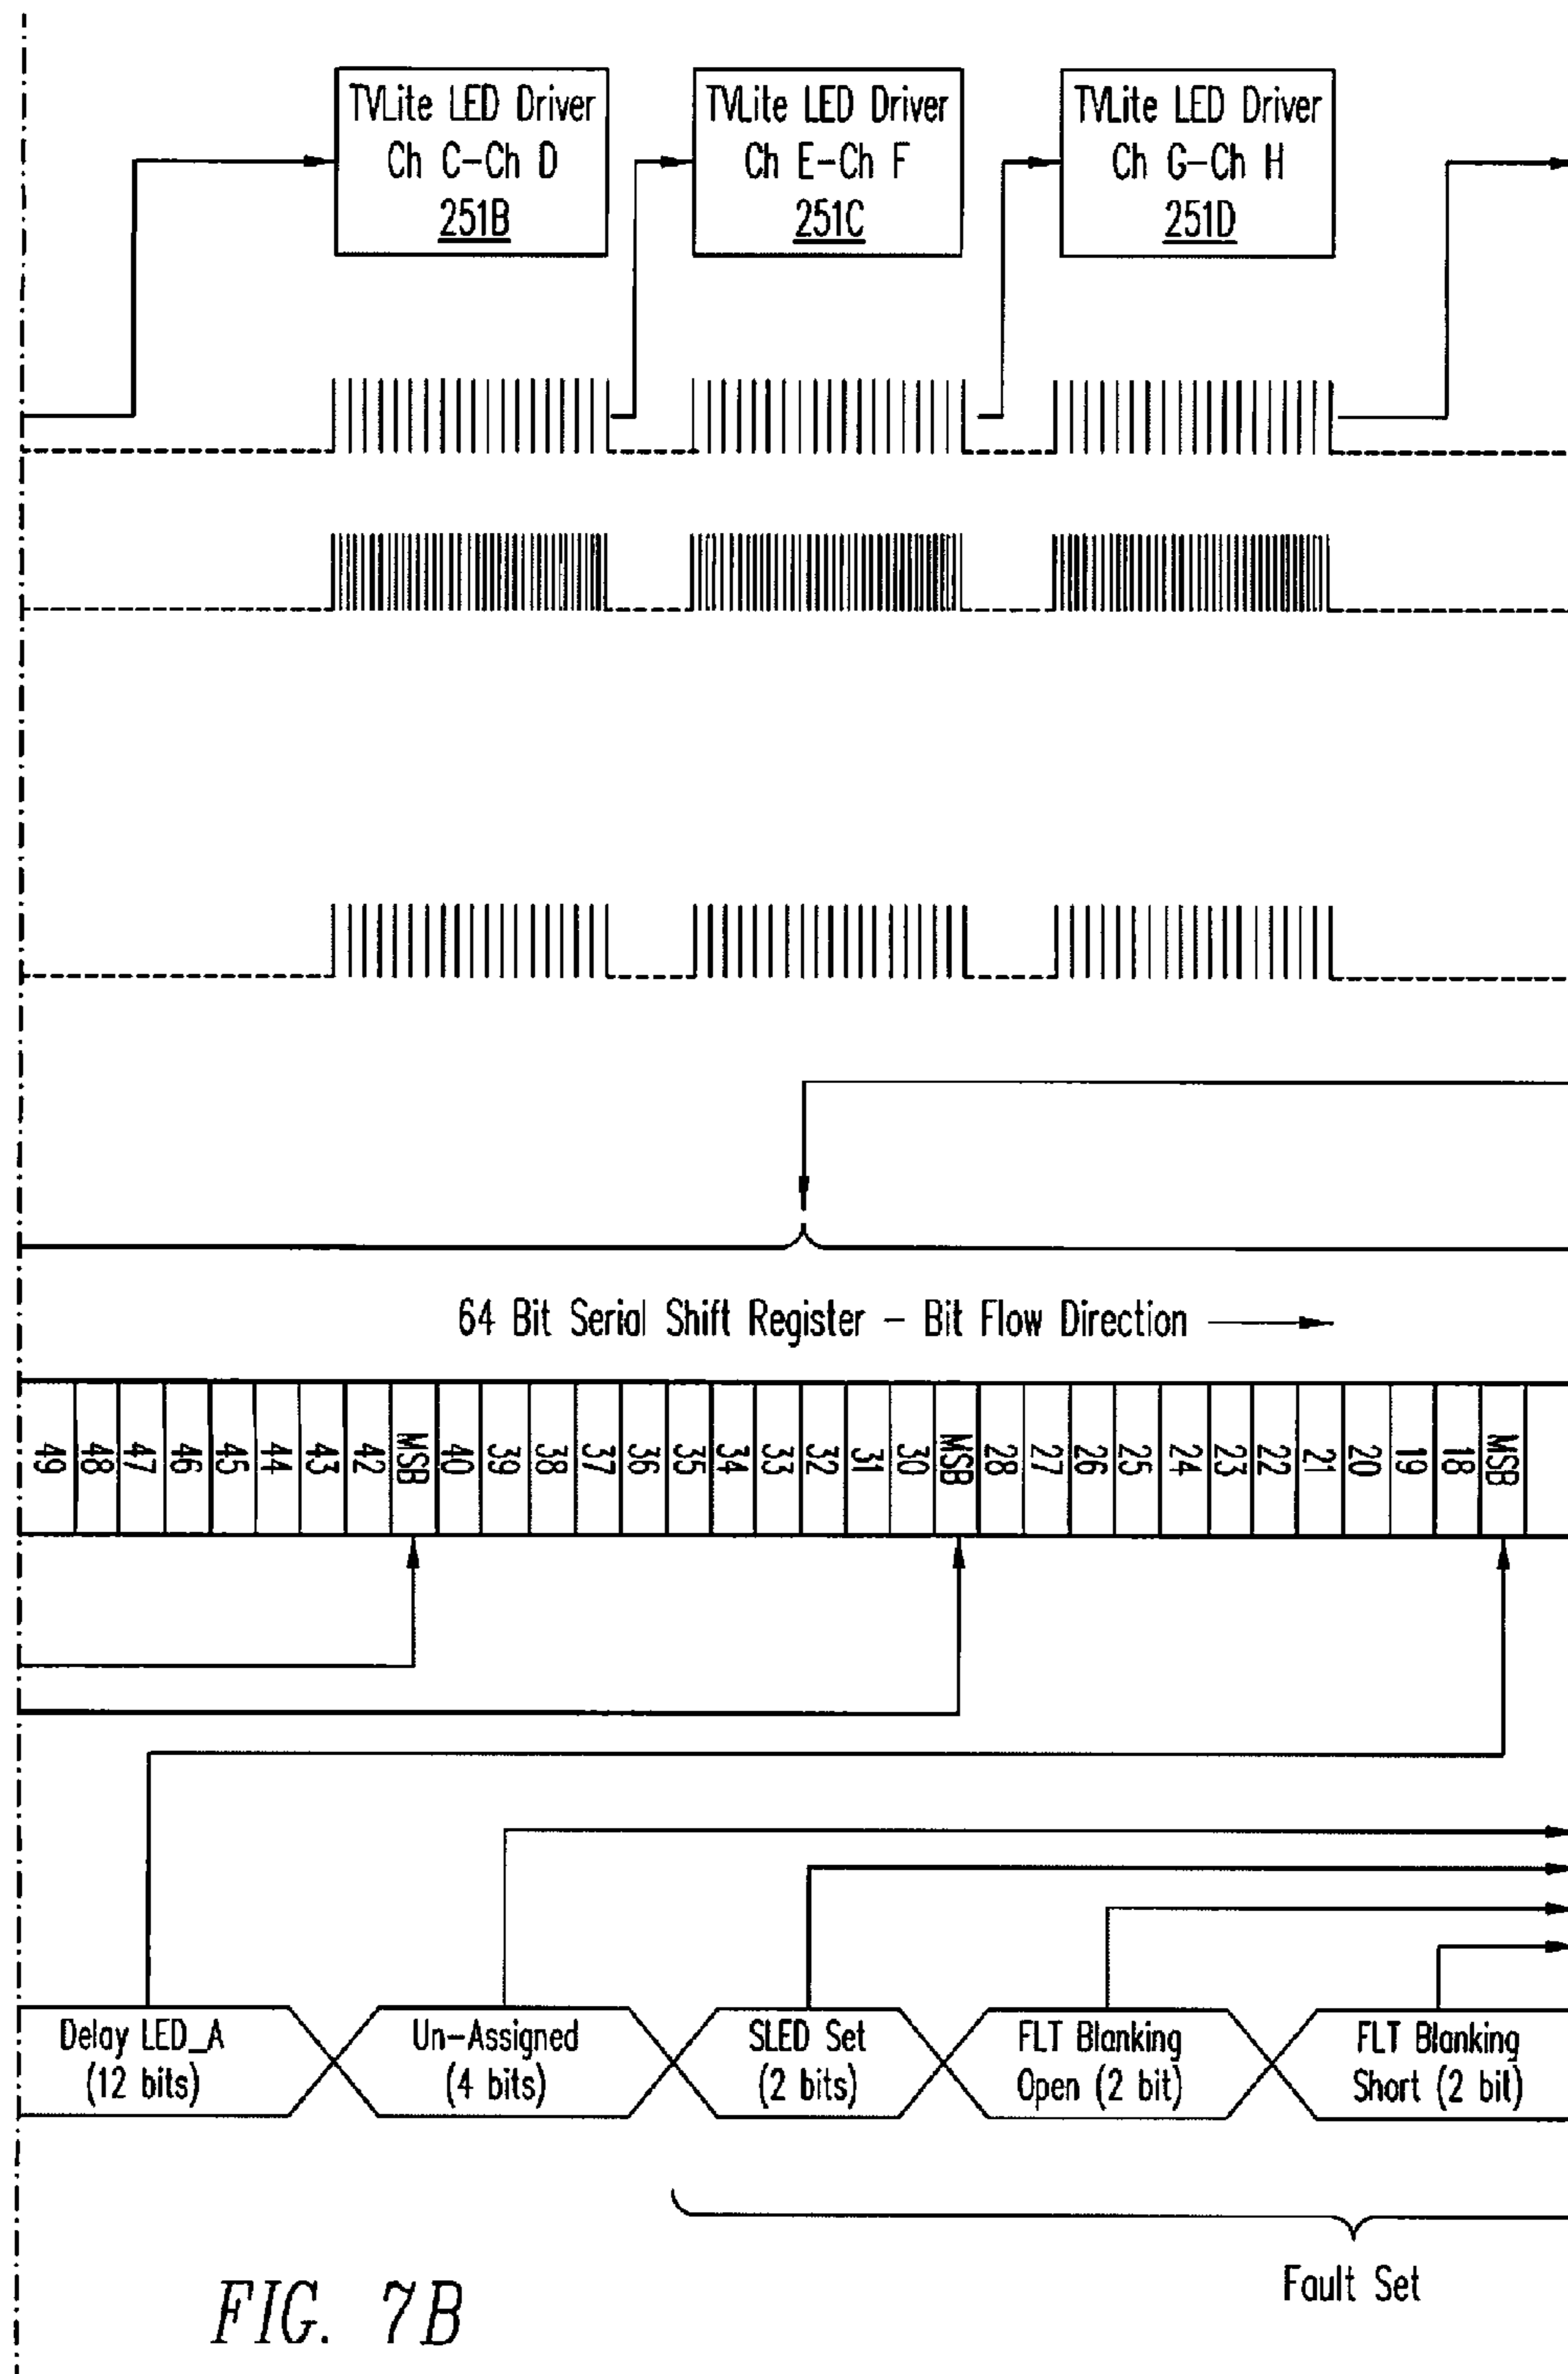 TVLite LED Driver
Ch C-Ch D
251B
TVLite LED Driver
Ch E-Ch F
251C
TVLite LED Driver
Ch G-Ch H
251D
64 Bit Serial Shift Register - Bit Flow Direction
49 48 47 46 45 44 43 42 MSB 40 39 38 37 36 35 34 33 32 31 30 MSB 28 27 26 25 24 23 22 21 20 19 18 MSB
Delay LED_A
(12 bits)
Un-Assigned
(4 bits)
SLED Set
(2 bits)
FLT Blanking
Open (2 bit)
FLT Blanking
Short (2 bit)
Fault Set
FIG. 7B